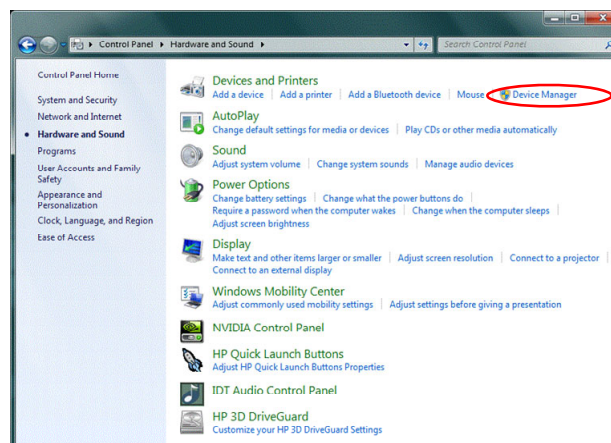 Control Panel ▸ Hardware and Sound ▸
Search Control Panel
Control Panel Home
System and Security
Network and Internet
Hardware and Sound
Programs
User Accounts and Family
Safety
Appearance and
Personalization
Clock, Language, and Region
Ease of Access
Devices and Printers
Add a device | Add a printer | Add a Bluetooth device | Mouse | Device Manager
AutoPlay
Change default settings for media or devices | Play CDs or other media automatically
Sound
Adjust system volume | Change system sounds | Manage audio devices
Power Options
Change battery settings | Change what the power buttons do |
Require a password when the computer wakes | Change when the computer sleeps |
Adjust screen brightness
Display
Make text and other items larger or smaller | Adjust screen resolution | Connect to a projector |
Connect to an external display
Windows Mobility Center
Adjust commonly used mobility settings | Adjust settings before giving a presentation
NVIDIA Control Panel
HP Quick Launch Buttons
Adjust HP Quick Launch Buttons Properties
IDT Audio Control Panel
HP 3D DriveGuard
Customize your HP 3D DriveGuard Settings